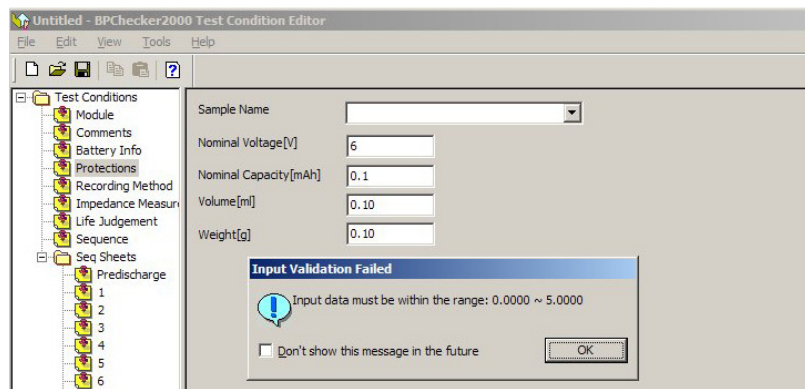 Untitled - BPChecker2000 Test Condition Editor
File Edit View Tools Help
Test Conditions
Module
Comments
Battery Info
Protections
Recording Method
Impedance Measur
Life Judgement
Sequence
Seq Sheets
Predischarge
1
2
3
4
5
6
Sample Name
Nominal Voltage[V] 6
Nominal Capacity[mAh] 0.1
Volume[ml] 0.10
Weight[g] 0.10
Input Validation Failed
Input data must be within the range: 0.0000 ~ 5.0000
Don't show this message in the future
OK